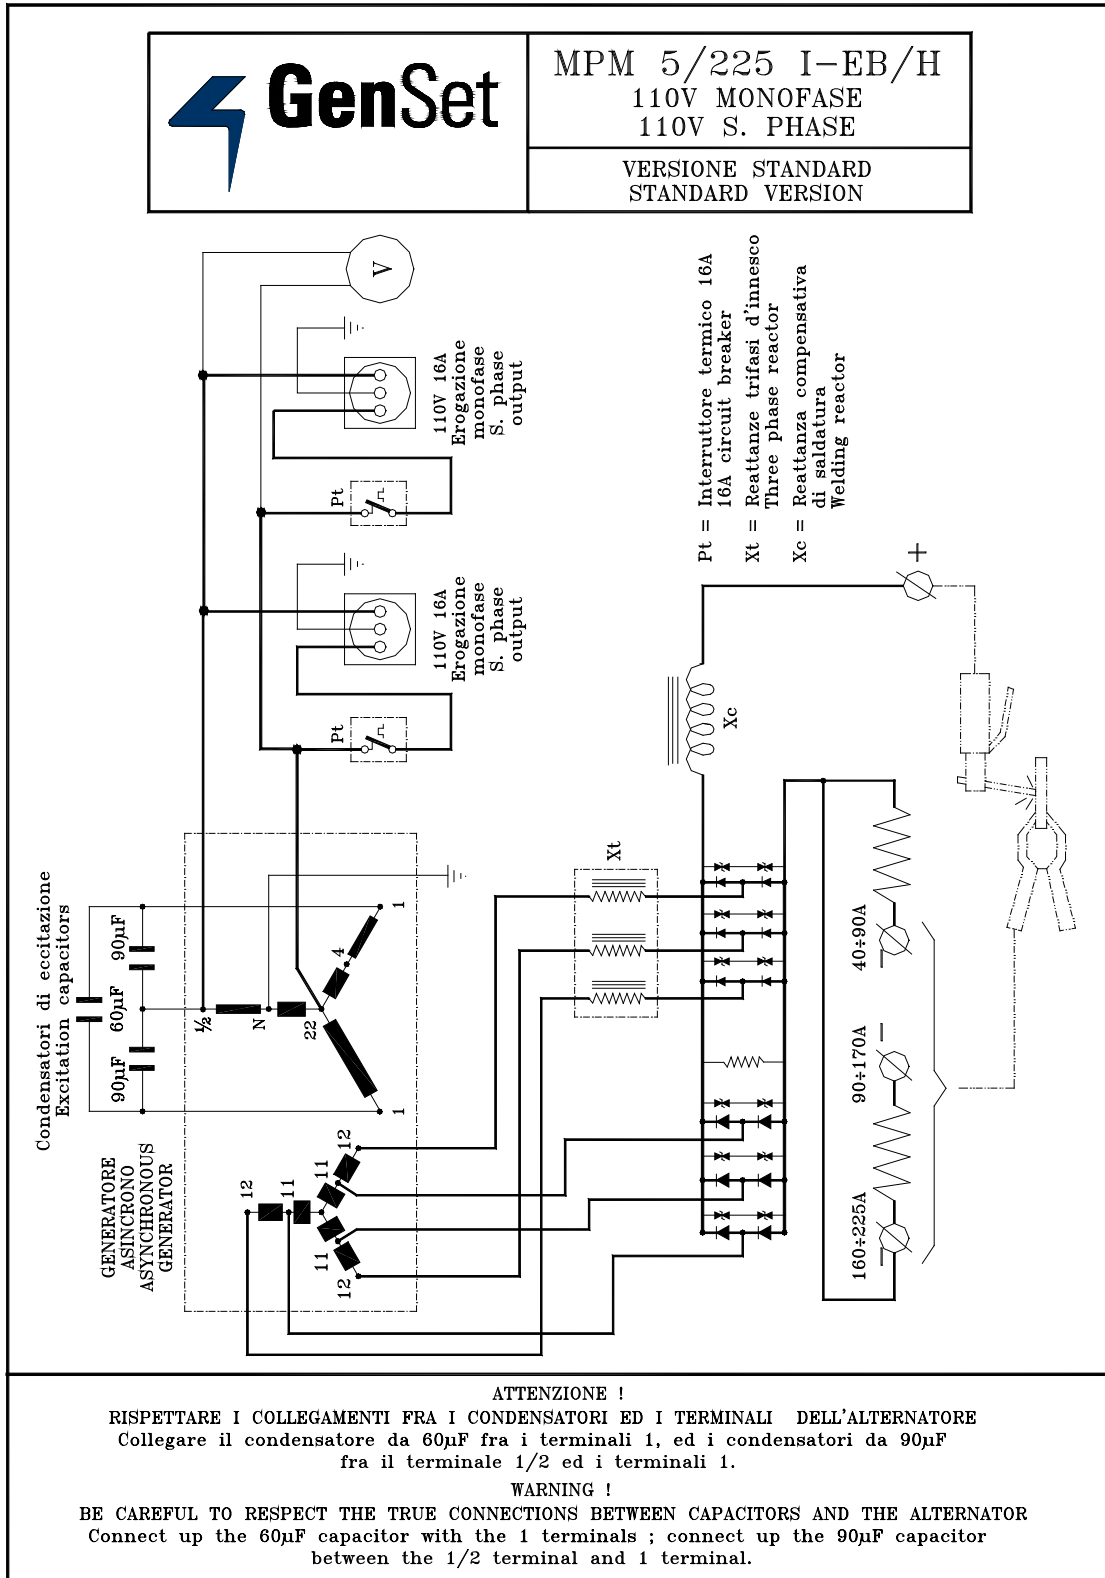 GenSet
MPM 5/225 I-EB/H
110V MONOFASE
110V S. PHASE
VERSIONE STANDARD
STANDARD VERSION
V
110V 16A
Erogazione
monofase
S. phase
output
Pt
110V 16A
Erogazione
monofase
S. phase
output
Pt
Pt = Interruttore termico 16A
16A circuit breaker
Xt = Reattanze trifasi d'innesco
Three phase reactor
Xc = Reattanza compensativa
di saldatura
Welding reactor
+
Xc
Xt
Condensatori di eccitazione
Excitation capacitors
90µF
60µF
90µF
½
N
22
4
1
1
GENERATORE
ASINCRONO
ASYNCHRONOUS
GENERATOR
12
11
11
12
11
12
40÷90A
90÷170A
160÷225A
ATTENZIONE !
RISPETTARE I COLLEGAMENTI FRA I CONDENSATORI ED I TERMINALI DELL'ALTERNATORE
Collegare il condensatore da 60µF fra i terminali 1, ed i condensatori da 90µF
fra il terminale 1/2 ed i terminali 1.
WARNING !
BE CAREFUL TO RESPECT THE TRUE CONNECTIONS BETWEEN CAPACITORS AND THE ALTERNATOR
Connect up the 60µF capacitor with the 1 terminals ; connect up the 90µF capacitor
between the 1/2 terminal and 1 terminal.